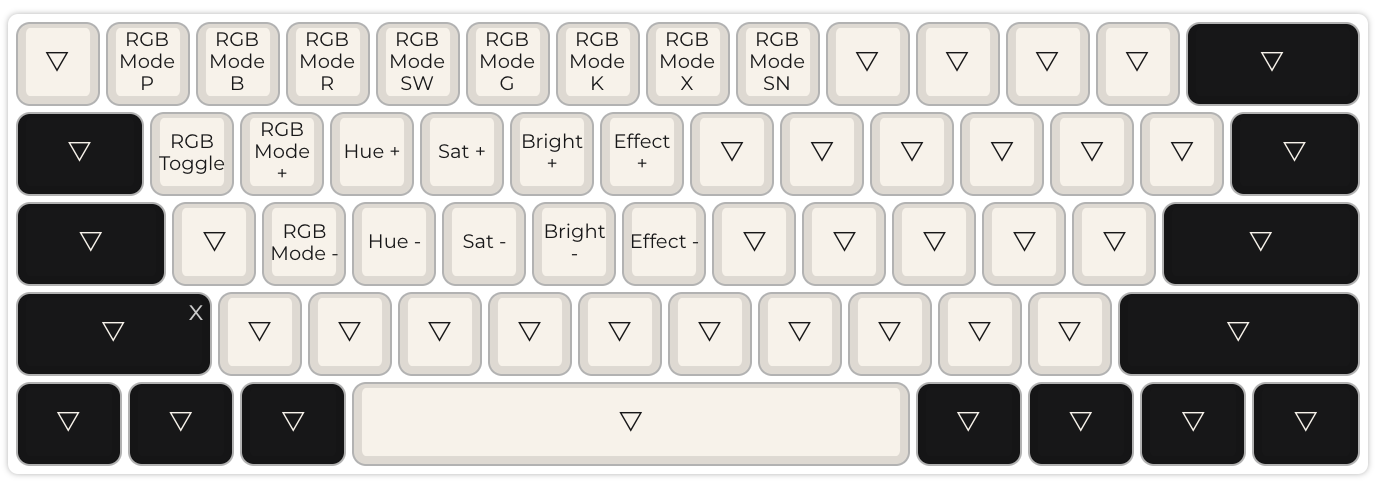 ▽ RGB Mode P RGB Mode B RGB Mode R RGB Mode SW RGB Mode G RGB Mode K RGB Mode X RGB Mode SN ▽ ▽ ▽ ▽ ▽
▽ RGB Toggle RGB Mode + Hue + Sat + Bright + Effect + ▽ ▽ ▽ ▽ ▽ ▽ ▽
▽ ▽ RGB Mode - Hue - Sat - Bright - Effect - ▽ ▽ ▽ ▽ ▽ ▽
▽ X ▽ ▽ ▽ ▽ ▽ ▽ ▽ ▽ ▽ ▽ ▽
▽ ▽ ▽ ▽ ▽ ▽ ▽ ▽